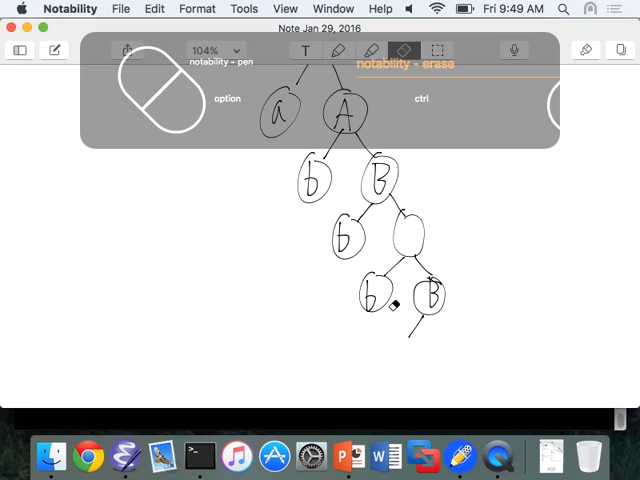 Notability File Edit Format Tools View Window Help Fri 9:49 AM
Note Jan 29, 2016
104% T
notability - pen notability - erase
option ctrl
a A
b B
b
b B